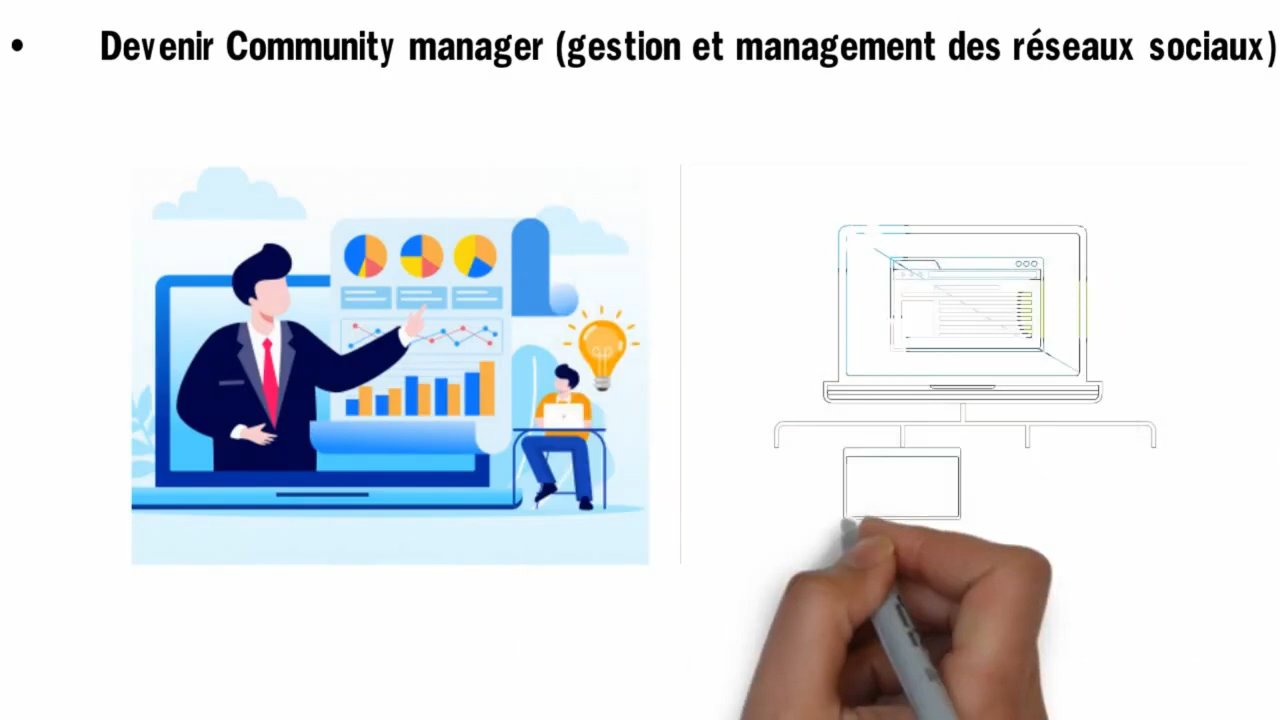 • Devenir Community manager (gestion et management des réseaux sociaux)